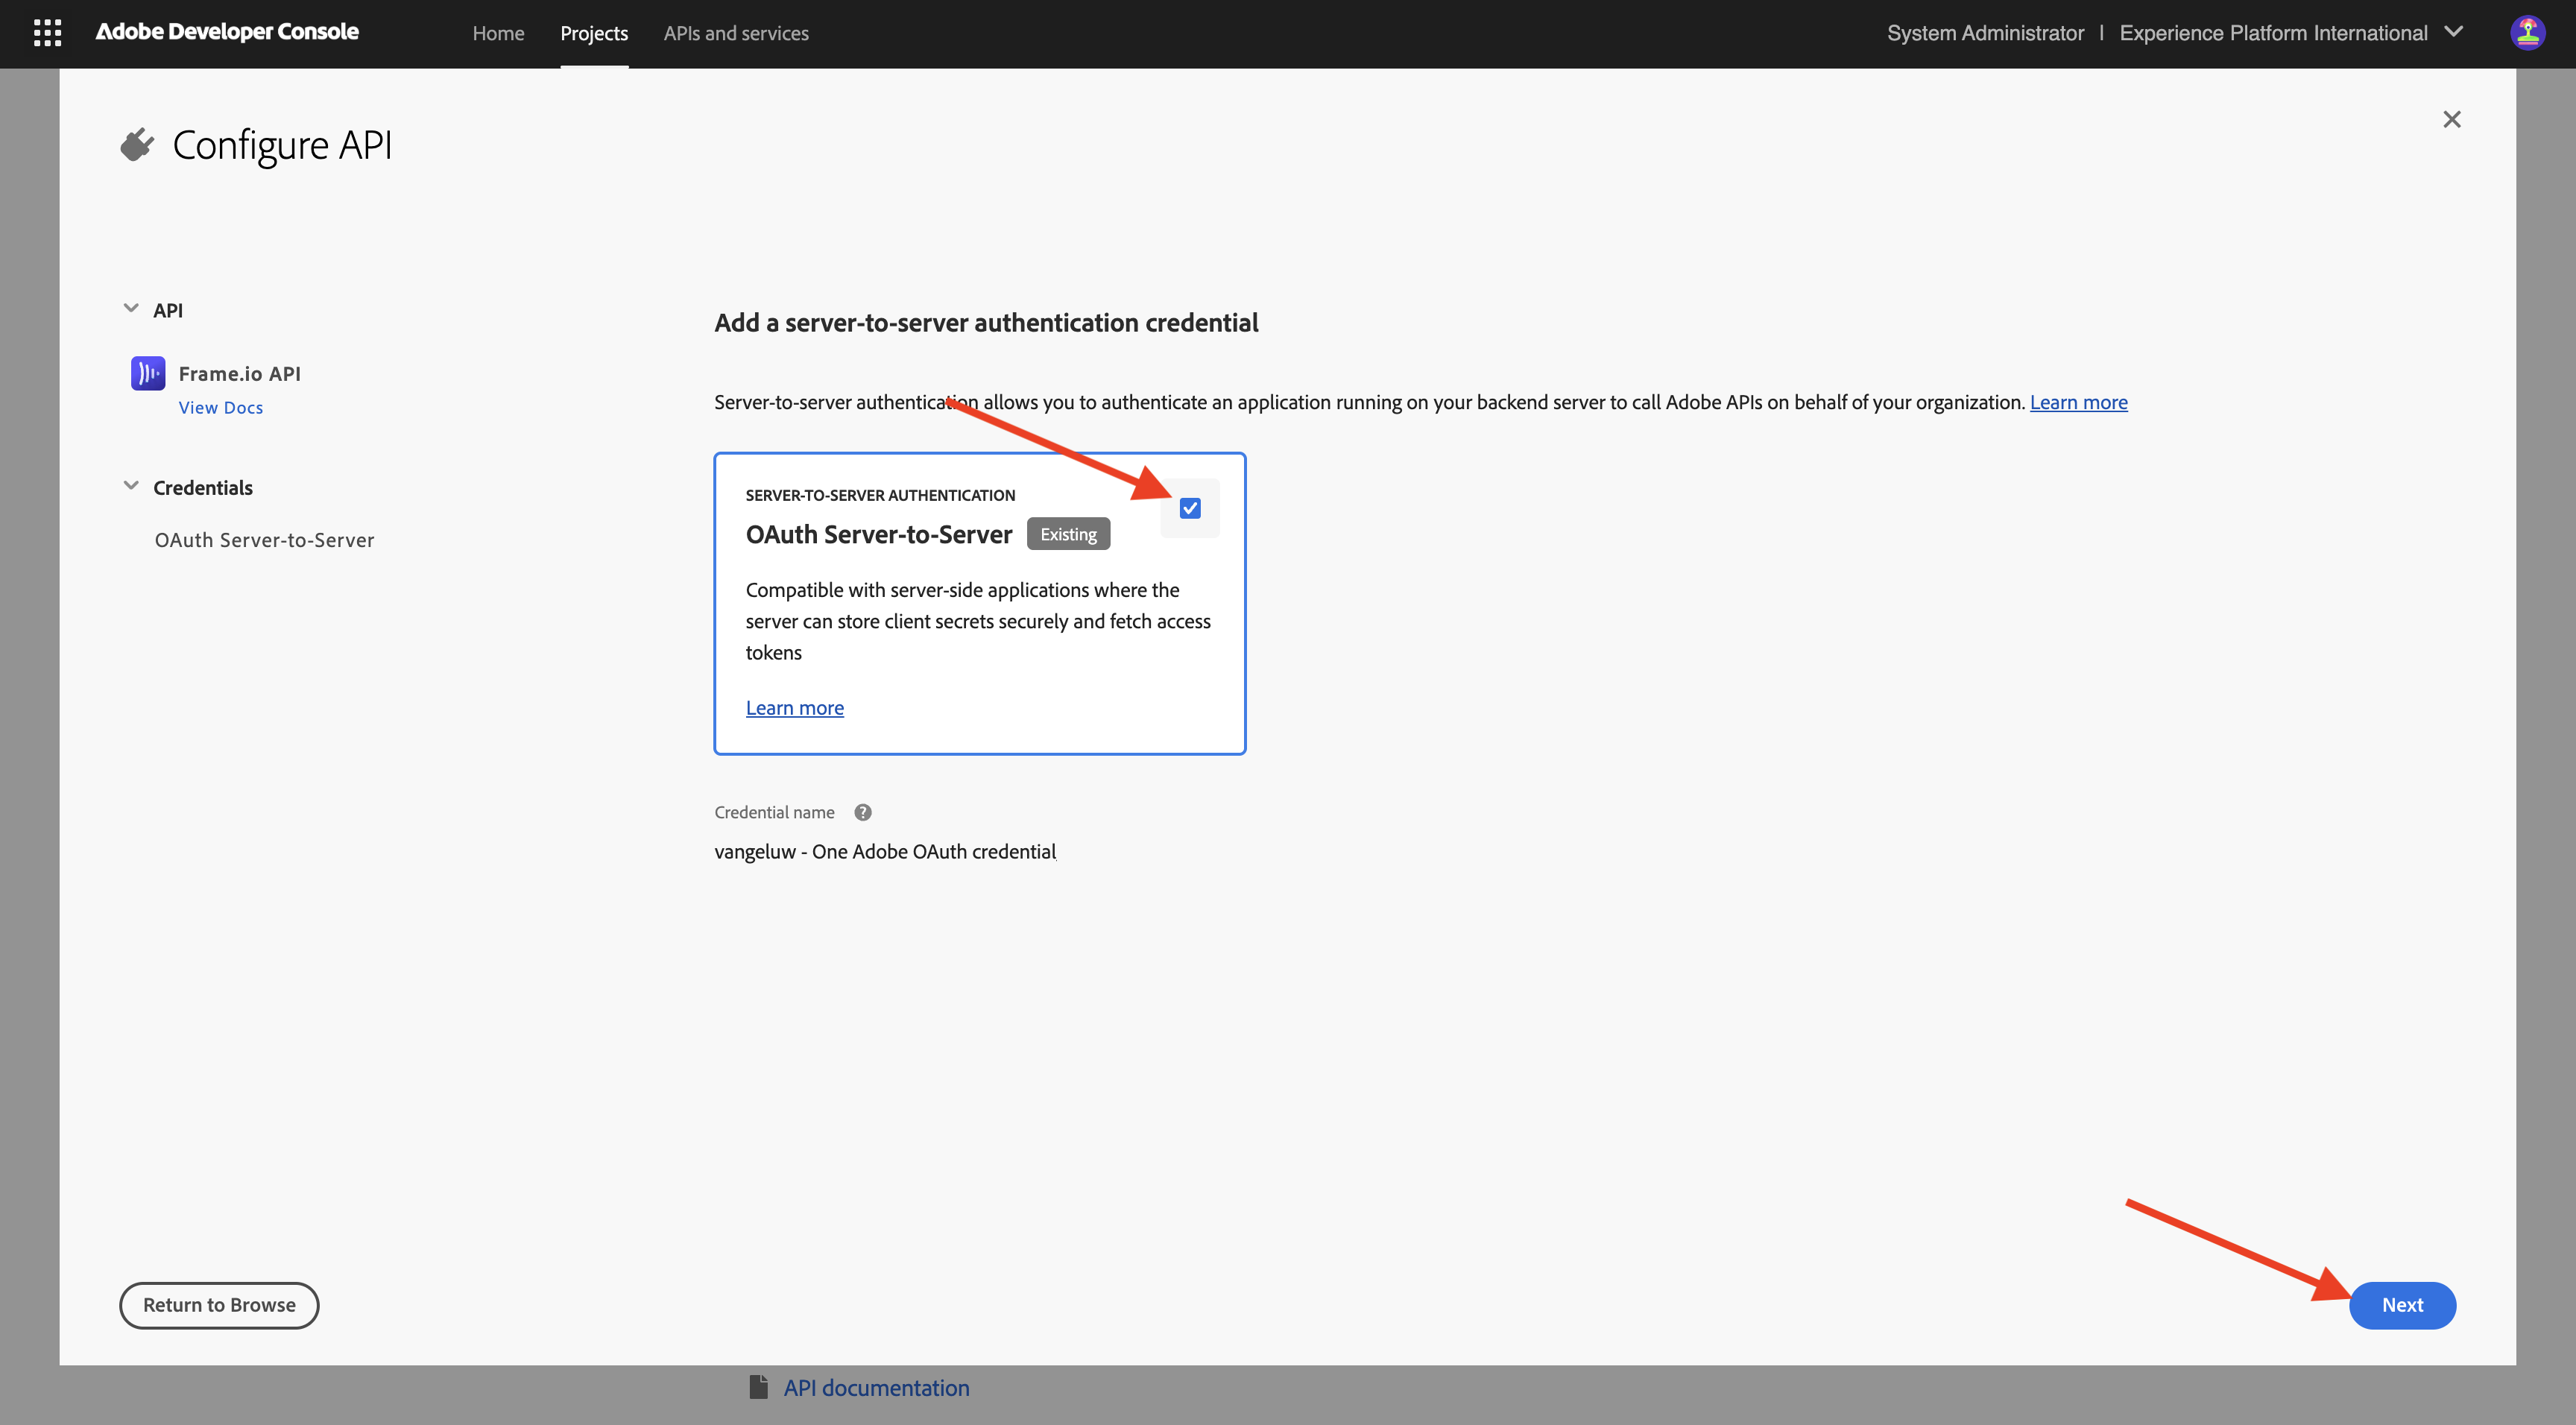 Adobe Developer Console
Home
Projects
APIs and services
System Administrator | Experience Platform International
Configure API
API
Frame.io API
View Docs
Credentials
OAuth Server-to-Server
Add a server-to-server authentication credential
Server-to-server authentication allows you to authenticate an application running on your backend server to call Adobe APIs on behalf of your organization. Learn more
SERVER-TO-SERVER AUTHENTICATION
OAuth Server-to-Server Existing
Compatible with server-side applications where the
server can store client secrets securely and fetch access
tokens
Learn more
Credential name ?
vangeluw - One Adobe OAuth credential
Return to Browse
Next
API documentation